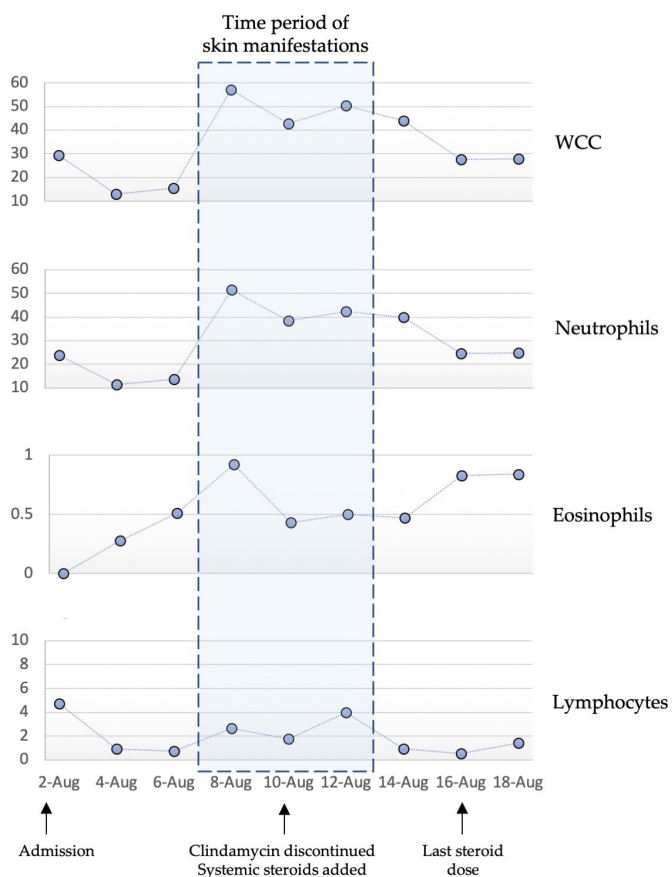 Time period of
skin manifestations
60
50
40
30
20
10
WCC
60
50
40
30
20
10
Neutrophils
1
0.5
0
Eosinophils
10
8
6
4
2
0
Lymphocytes
2-Aug 4-Aug 6-Aug 8-Aug 10-Aug 12-Aug 14-Aug 16-Aug 18-Aug
Admission
Clindamycin discontinued
Systemic steroids added
Last steroid
dose